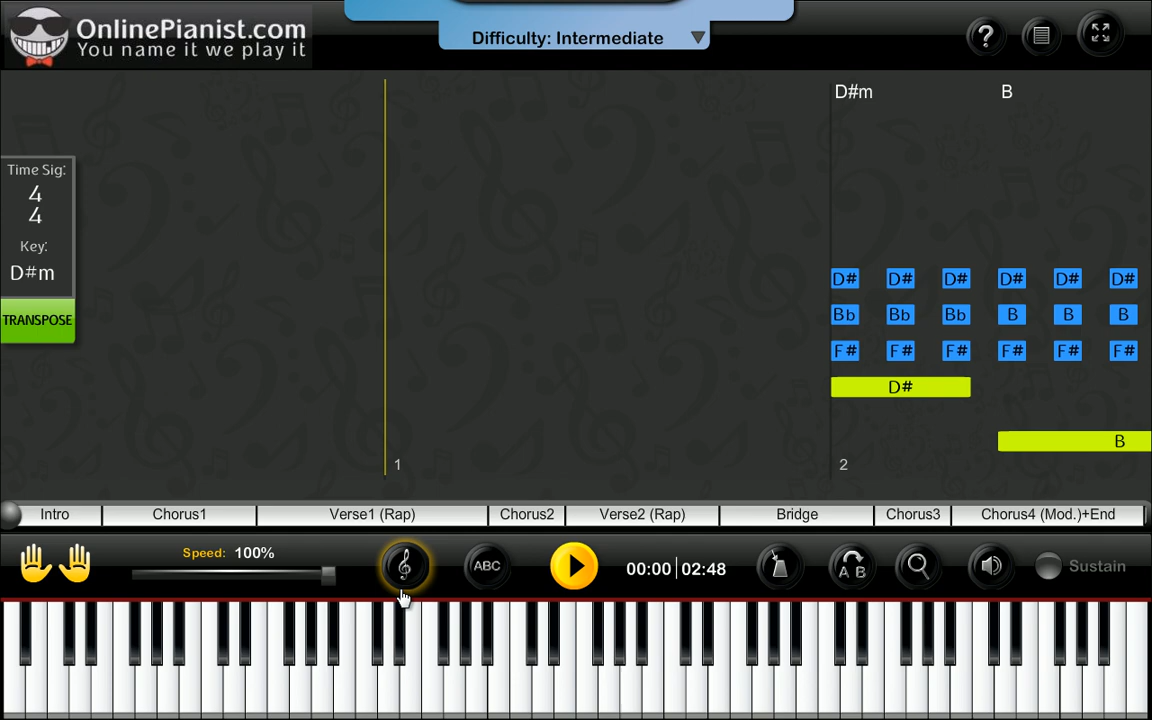 OnlinePianist.com
You name it we play it
Difficulty: Intermediate
?
D#m B
Time Sig:
4
4
Key:
D#m
TRANSPOSE
D# D# D# D# D# D#
Bb Bb Bb B B B
F# F# F# F# F# F#
D#
B
1 2
Intro Chorus1 Verse1 (Rap) Chorus2 Verse2 (Rap) Bridge Chorus3 Chorus4 (Mod.)+End
Speed: 100%
ABC
00:00 | 02:48
A B
Sustain